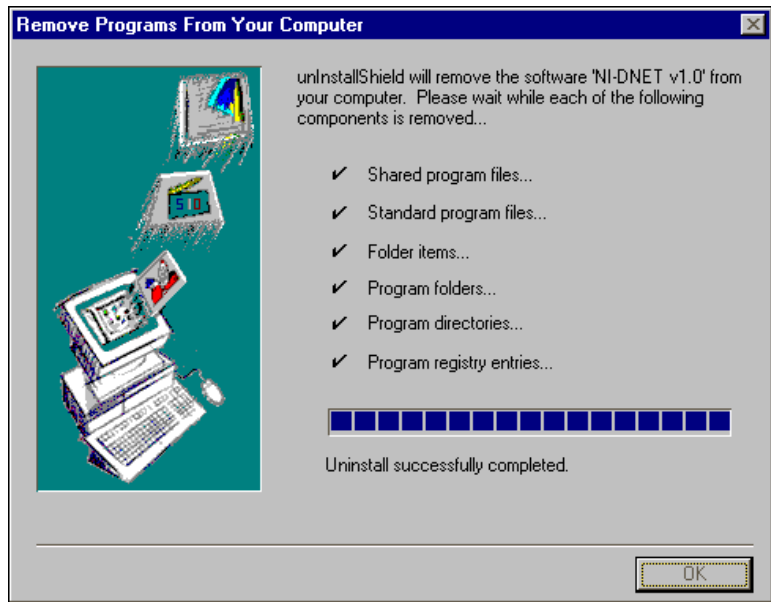 Remove Programs From Your Computer
unInstallShield will remove the software 'NI-DNET v1.0' from
your computer. Please wait while each of the following
components is removed...
✔ Shared program files...
✔ Standard program files...
✔ Folder items...
✔ Program folders...
✔ Program directories...
✔ Program registry entries...
Uninstall successfully completed.
OK
510